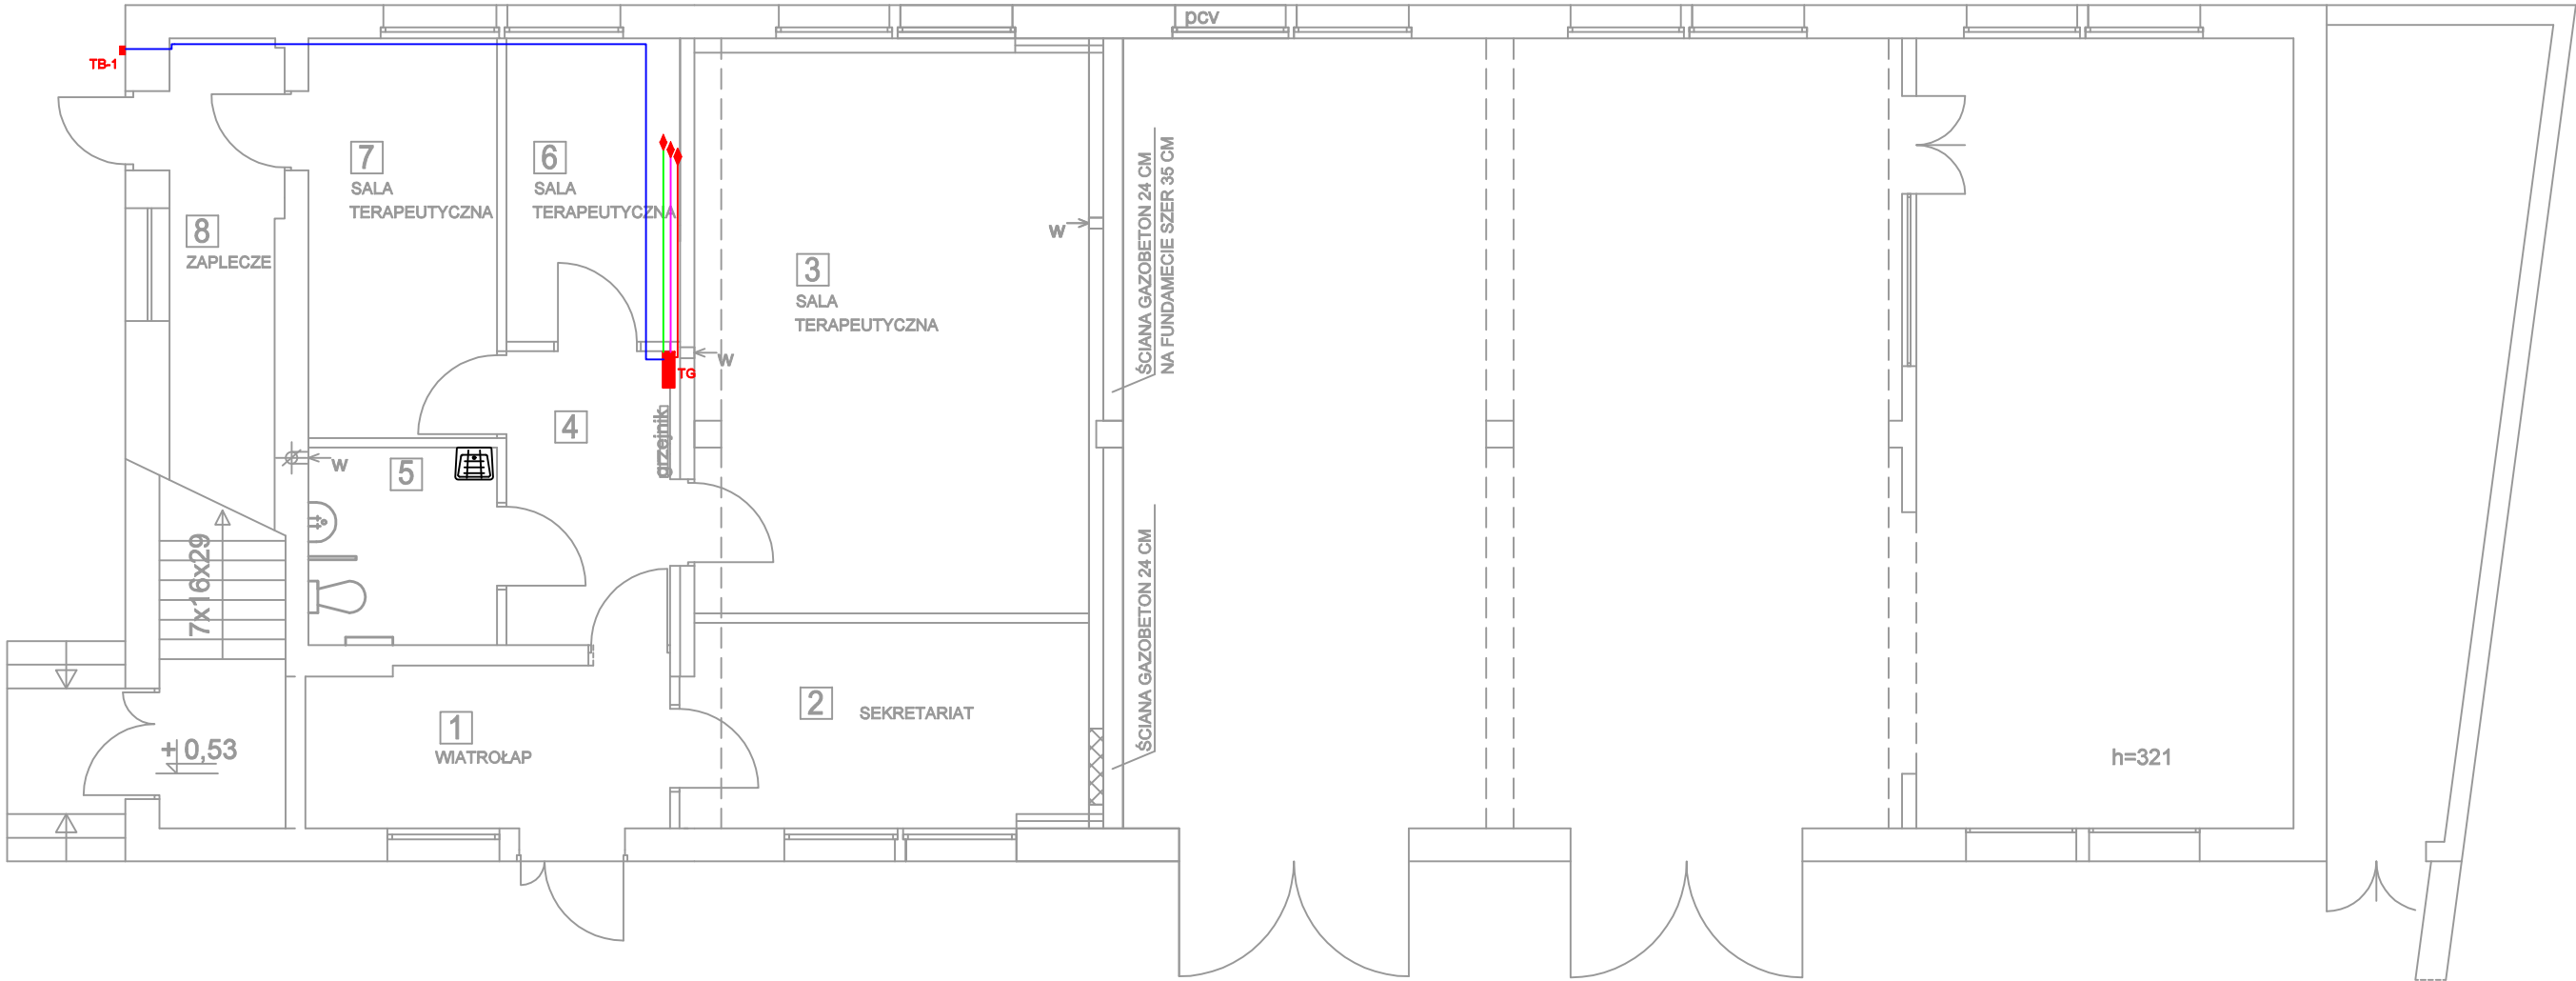 pcv
TB-1
7
SALA
TERAPEUTYCZNA
6
SALA
TERAPEUTYCZNA
8
ZAPLECZE
3
SALA
TERAPEUTYCZNA
W
ŚCIANA GAZOBETON 24 CM
NA FUNDAMECIE SZER 35 CM
W
TG
grzejnik
4
5
W
7x16x29
ŚCIANA GAZOBETON 24 CM
1
WIATROŁAP
2
SEKRETARIAT
+ 0,53
h=321